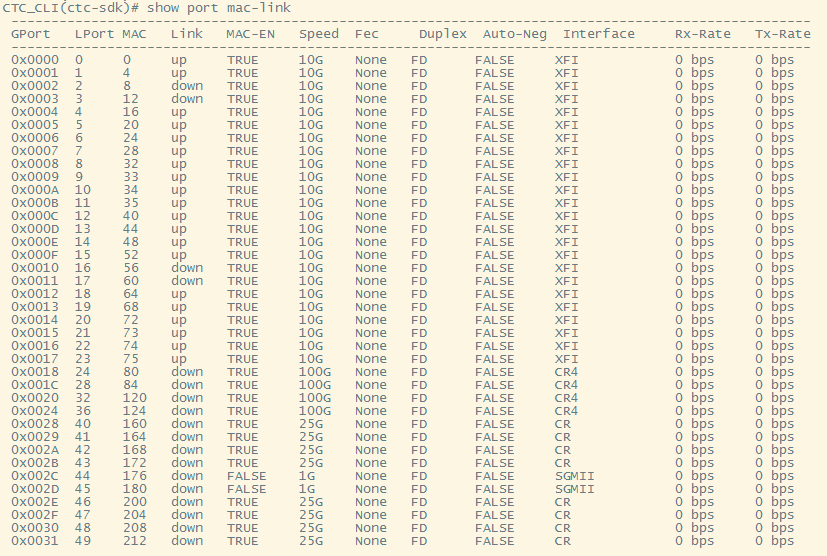 CTC_CLI(ctc-sdk)# show port mac-link
--------------------------------------------------------------------------------------------------
GPort LPort MAC Link MAC-EN Speed Fec Duplex Auto-Neg Interface Rx-Rate Tx-Rate
--------------------------------------------------------------------------------------------------
0x0000 0 0 up TRUE 10G None FD FALSE XFI 0 bps 0 bps
0x0001 1 4 up TRUE 10G None FD FALSE XFI 0 bps 0 bps
0x0002 2 8 down TRUE 10G None FD FALSE XFI 0 bps 0 bps
0x0003 3 12 down TRUE 10G None FD FALSE XFI 0 bps 0 bps
0x0004 4 16 up TRUE 10G None FD FALSE XFI 0 bps 0 bps
0x0005 5 20 up TRUE 10G None FD FALSE XFI 0 bps 0 bps
0x0006 6 24 up TRUE 10G None FD FALSE XFI 0 bps 0 bps
0x0007 7 28 up TRUE 10G None FD FALSE XFI 0 bps 0 bps
0x0008 8 32 up TRUE 10G None FD FALSE XFI 0 bps 0 bps
0x0009 9 33 up TRUE 10G None FD FALSE XFI 0 bps 0 bps
0x000A 10 34 up TRUE 10G None FD FALSE XFI 0 bps 0 bps
0x000B 11 35 up TRUE 10G None FD FALSE XFI 0 bps 0 bps
0x000C 12 40 up TRUE 10G None FD FALSE XFI 0 bps 0 bps
0x000D 13 44 up TRUE 10G None FD FALSE XFI 0 bps 0 bps
0x000E 14 48 up TRUE 10G None FD FALSE XFI 0 bps 0 bps
0x000F 15 52 up TRUE 10G None FD FALSE XFI 0 bps 0 bps
0x0010 16 56 down TRUE 10G None FD FALSE XFI 0 bps 0 bps
0x0011 17 60 down TRUE 10G None FD FALSE XFI 0 bps 0 bps
0x0012 18 64 up TRUE 10G None FD FALSE XFI 0 bps 0 bps
0x0013 19 68 up TRUE 10G None FD FALSE XFI 0 bps 0 bps
0x0014 20 72 up TRUE 10G None FD FALSE XFI 0 bps 0 bps
0x0015 21 73 up TRUE 10G None FD FALSE XFI 0 bps 0 bps
0x0016 22 74 up TRUE 10G None FD FALSE XFI 0 bps 0 bps
0x0017 23 75 up TRUE 10G None FD FALSE XFI 0 bps 0 bps
0x0018 24 80 down TRUE 100G None FD FALSE CR4 0 bps 0 bps
0x001C 28 84 down TRUE 100G None FD FALSE CR4 0 bps 0 bps
0x0020 32 120 down TRUE 100G None FD FALSE CR4 0 bps 0 bps
0x0024 36 124 down TRUE 100G None FD FALSE CR4 0 bps 0 bps
0x0028 40 160 down TRUE 25G None FD FALSE CR 0 bps 0 bps
0x0029 41 164 down TRUE 25G None FD FALSE CR 0 bps 0 bps
0x002A 42 168 down TRUE 25G None FD FALSE CR 0 bps 0 bps
0x002B 43 172 down TRUE 25G None FD FALSE CR 0 bps 0 bps
0x002C 44 176 down FALSE 1G None FD FALSE SGMII 0 bps 0 bps
0x002D 45 180 down FALSE 1G None FD FALSE SGMII 0 bps 0 bps
0x002E 46 200 down TRUE 25G None FD FALSE CR 0 bps 0 bps
0x002F 47 204 down TRUE 25G None FD FALSE CR 0 bps 0 bps
0x0030 48 208 down TRUE 25G None FD FALSE CR 0 bps 0 bps
0x0031 49 212 down TRUE 25G None FD FALSE CR 0 bps 0 bps